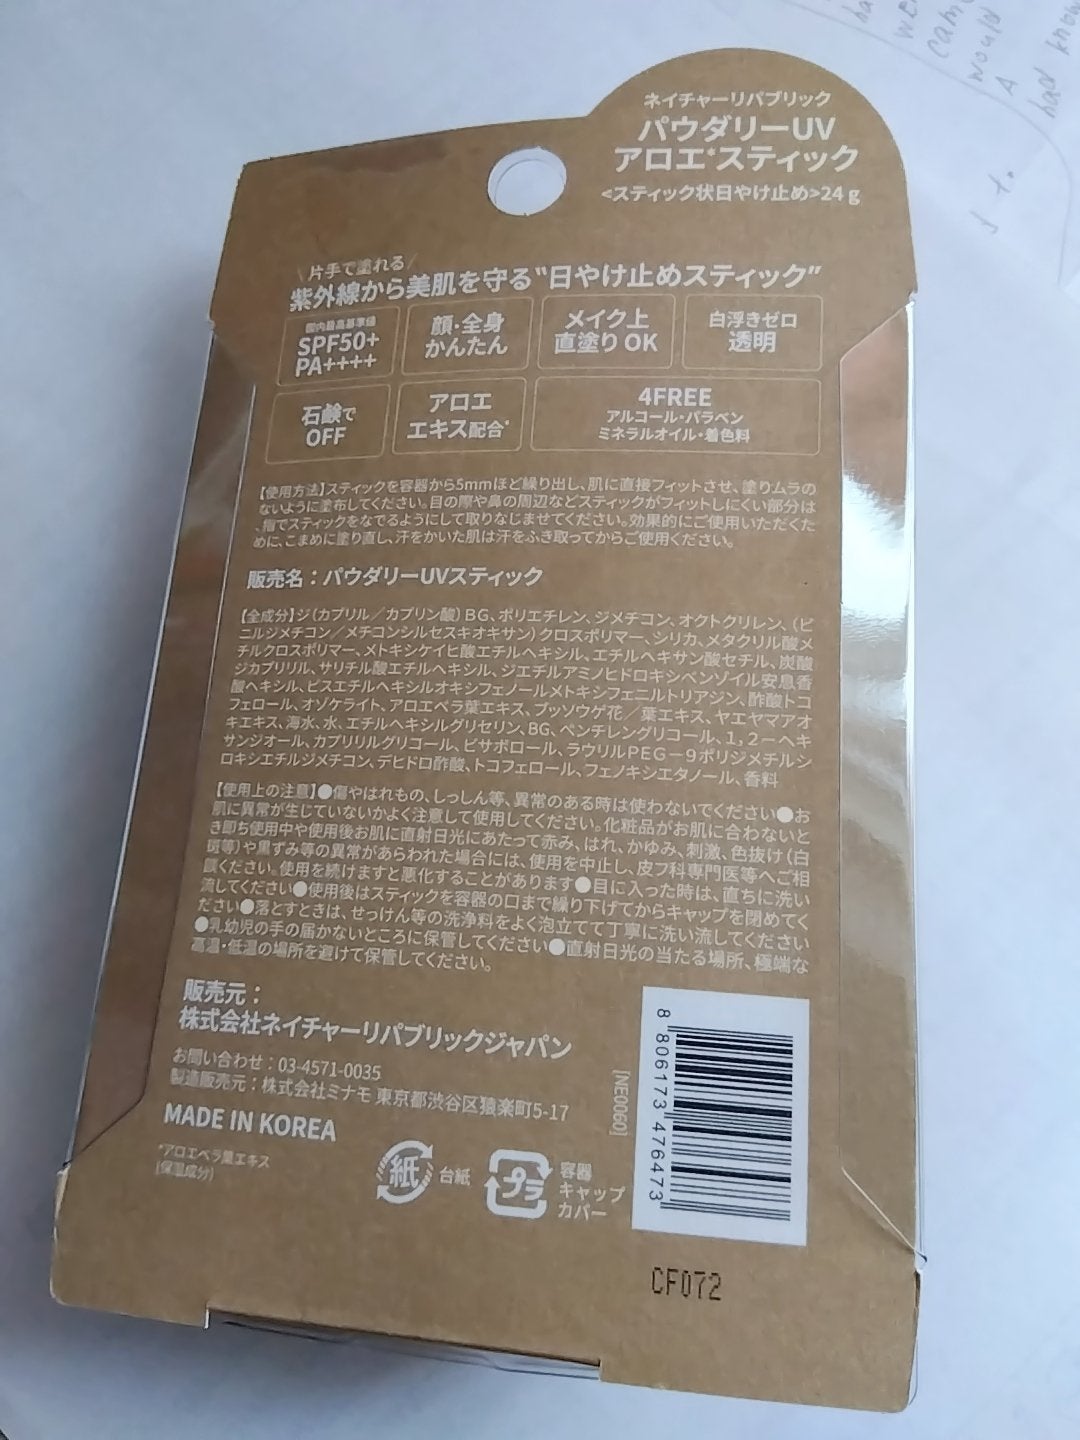 ネイチャーリパブリック
パウダリーUV
アロエ*スティック
<スティック状日やけ止め>24g
片手で塗れる
紫外線から美肌を守る"日やけ止めスティック"
国内最高基準値
SPF50+
PA++++
顔・全身
かんたん
メイク上
直塗りOK
白浮きゼロ
透明
石鹸で
OFF
アロエ
エキス配合*
4FREE
アルコール・パラベン
ミネラルオイル・着色料
【使用方法】スティックを容器から5mmほど繰り出し、肌に直接フィットさせ、塗りムラの
ないように塗布してください。目の際や鼻の周辺などスティックがフィットしにくい部分は
、指でスティックをなでるようにして取りなじませてください。効果的にご使用いただくた
めに、こまめに塗り直し、汗をかいた肌は汗をふき取ってからご使用ください。
販売名：パウダリーUVスティック
【全成分】ジ(カプリル／カプリン酸)BG、ポリエチレン、ジメチコン、オクトクリレン、(ビ
ニルジメチコン／メチコンシルセスキオキサン)クロスポリマー、シリカ、メタクリル酸メ
チルクロスポリマー、メトキシケイヒ酸エチルヘキシル、エチルヘキサン酸セチル、炭酸
ジカプリリル、サリチル酸エチルヘキシル、ジエチルアミノヒドロキシベンゾイル安息香
酸ヘキシル、ビスエチルヘキシルオキシフェノールメトキシフェニルトリアジン、酢酸トコ
フェロール、オゾケライト、アロエベラ葉エキス、ブッソウゲ花／葉エキス、ヤエヤマアオ
キエキス、海水、水、エチルヘキシルグリセリン、BG、ペンチレングリコール、1,2-ヘキ
サンジオール、カプリリルグリコール、ビサボロール、ラウリルPEG-9ポリジメチルシ
ロキシエチルジメチコン、デヒドロ酢酸、トコフェロール、フェノキシエタノール、香料
【使用上の注意】●傷やはれもの、しっしん等、異常のある時は使わないでください●お
肌に異常が生じていないかよく注意して使用してください。化粧品がお肌に合わないと
き即ち使用中や使用後お肌に直射日光にあたって赤み、はれ、かゆみ、刺激、色抜け(白
斑等)や黒ずみ等の異常があらわれた場合には、使用を中止し、皮フ科専門医等へご相
談ください。使用を続けますと悪化することがあります●目に入った時は、直ちに洗い
流してください●使用後はスティックを容器の口まで繰り下げてからキャップを閉めてく
ださい●落とすときは、せっけん等の洗浄料をよく泡立てて丁寧に洗い流してください
●乳幼児の手の届かないところに保管してください●直射日光の当たる場所、極端な
高温・低温の場所を避けて保管してください。
販売元：
株式会社ネイチャーリパブリックジャパン
お問い合わせ：03-4571-0035
製造販売元：株式会社ミナモ 東京都渋谷区猿楽町5-17
MADE IN KOREA
*アロエベラ葉エキス
(保湿成分)
紙
台紙
プラ
容器
キャップ
カバー
[NE0060]
8 806173 476473
CF072
would
A
had know